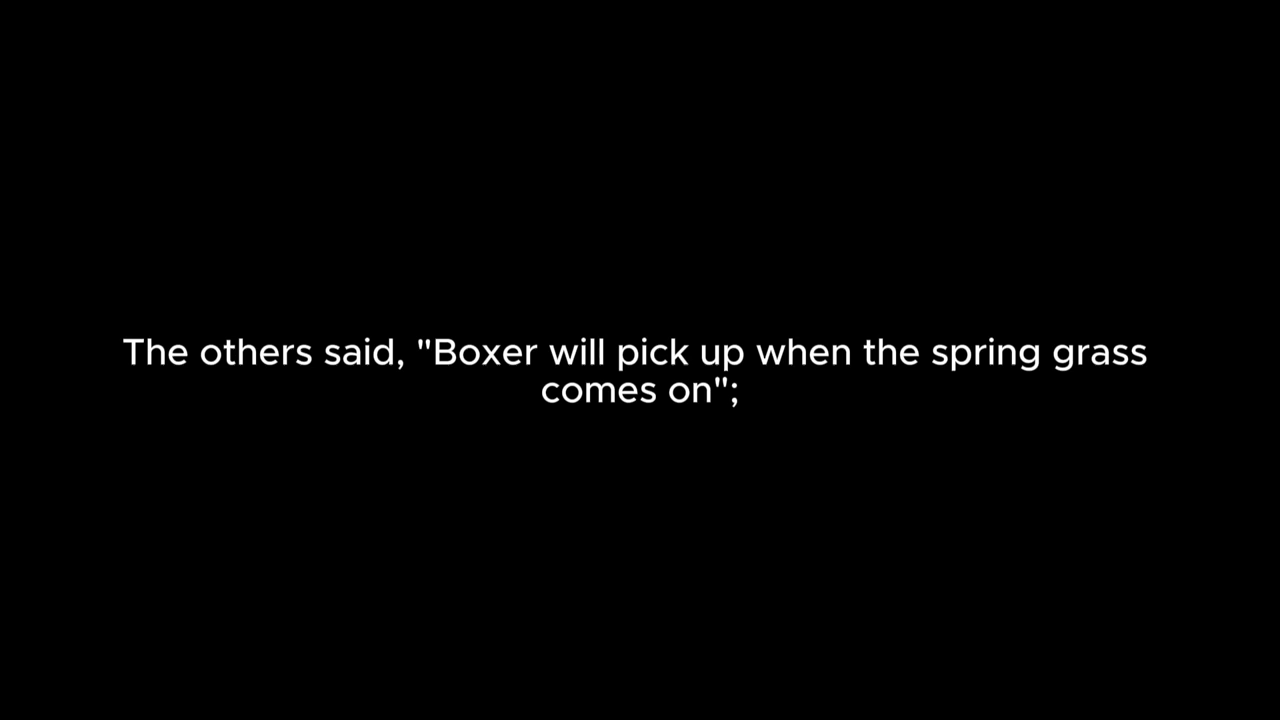 The others said, "Boxer will pick up when the spring grass
comes on";